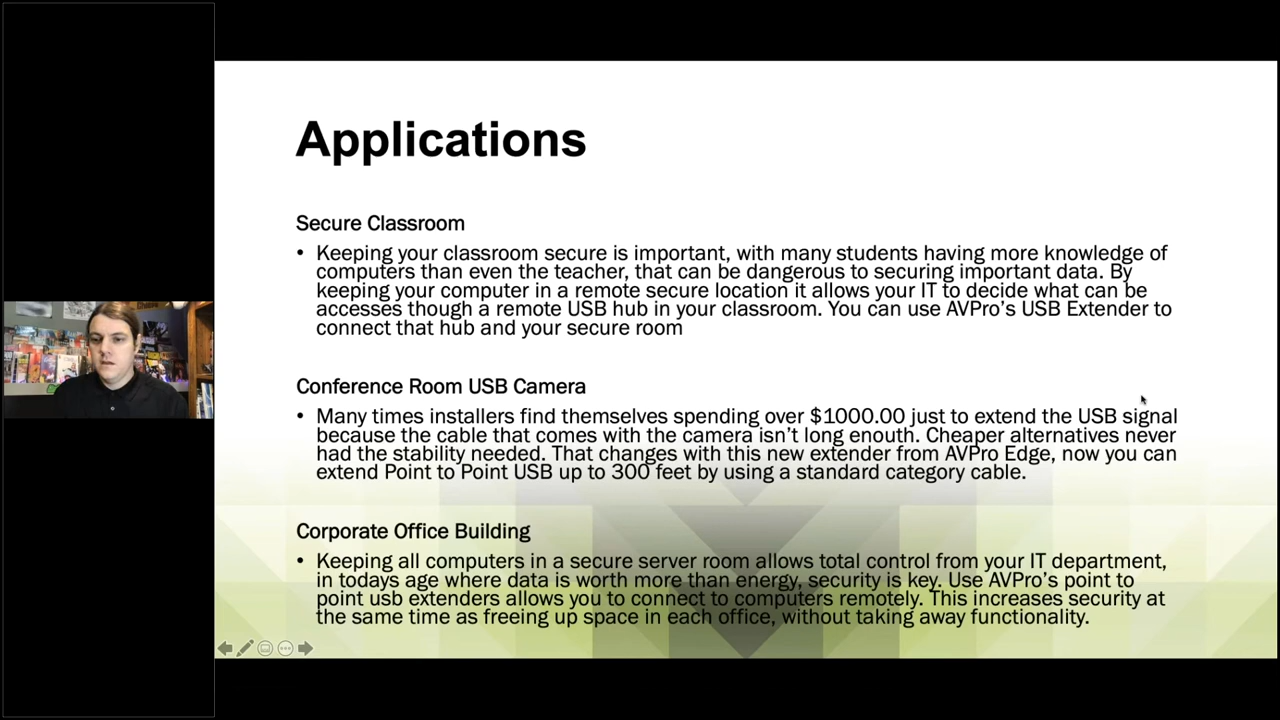 Applications
Secure Classroom
• Keeping your classroom secure is important, with many students having more knowledge of
computers than even the teacher, that can be dangerous to securing important data. By
keeping your computer in a remote secure location it allows your IT to decide what can be
accesses though a remote USB hub in your classroom. You can use AVPro's USB Extender to
connect that hub and your secure room
Conference Room USB Camera
• Many times installers find themselves spending over $1000.00 just to extend the USB signal
because the cable that comes with the camera isn't long enouth. Cheaper alternatives never
had the stability needed. That changes with this new extender from AVPro Edge, now you can
extend Point to Point USB up to 300 feet by using a standard category cable.
Corporate Office Building
• Keeping all computers in a secure server room allows total control from your IT department,
in todays age where data is worth more than energy, security is key. Use AVPro's point to
point usb extenders allows you to connect to computers remotely. This increases security at
the same time as freeing up space in each office, without taking away functionality.